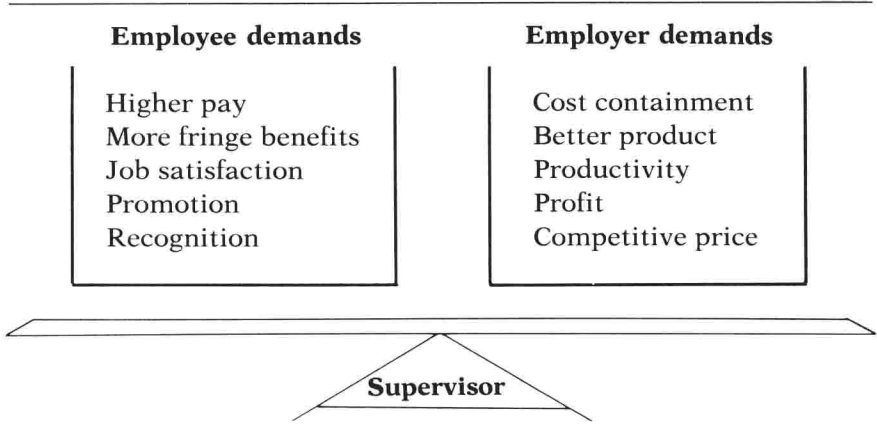 Employee demands
Higher pay
More fringe benefits
Job satisfaction
Promotion
Recognition
Employer demands
Cost containment
Better product
Productivity
Profit
Competitive price
Supervisor